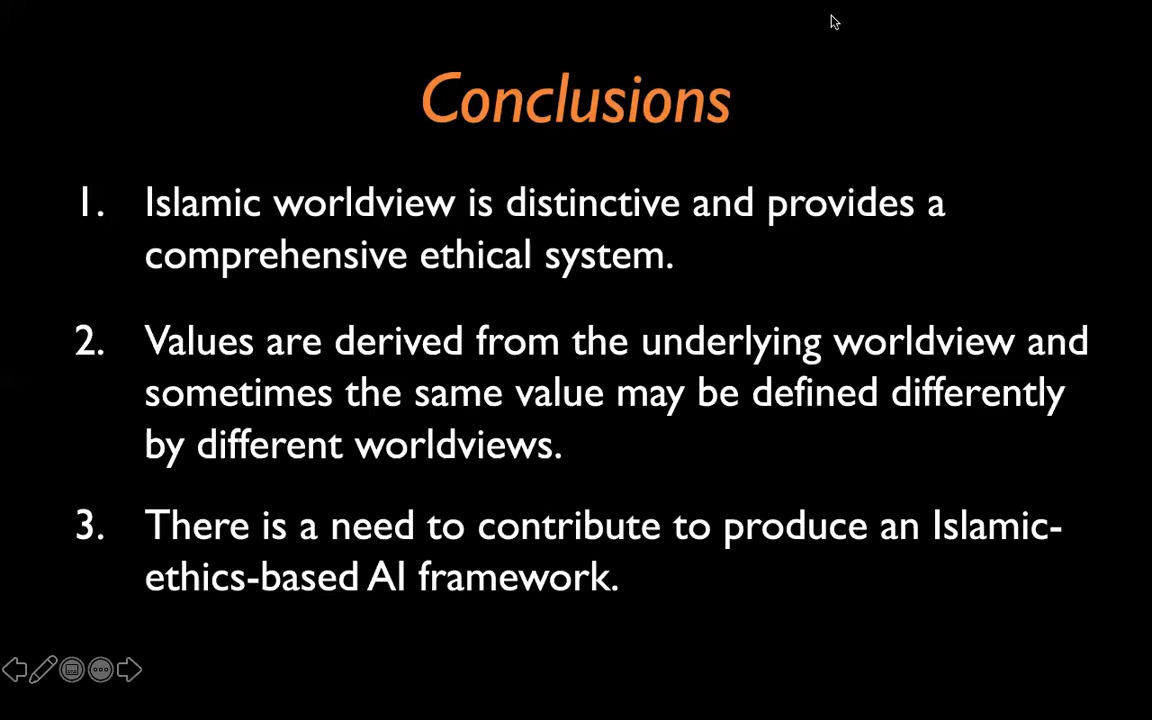 Conclusions
1. Islamic worldview is distinctive and provides a
comprehensive ethical system.
2. Values are derived from the underlying worldview and
sometimes the same value may be defined differently
by different worldviews.
3. There is a need to contribute to produce an Islamic-
ethics-based AI framework.